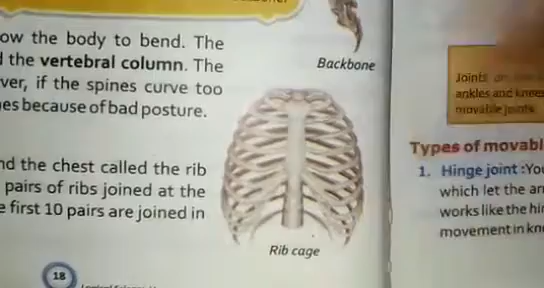 ow the body to bend. The
the vertebral column. The
ver, if the spines curve too
es because of bad posture.
Backbone
nd the chest called the rib
pairs of ribs joined at the
e first 10 pairs are joined in
Rib cage
18
Joints
ankles and knees
movable joints
Types of movabl
1. Hinge joint :You
which let the ar
works like the hin
movement in kn